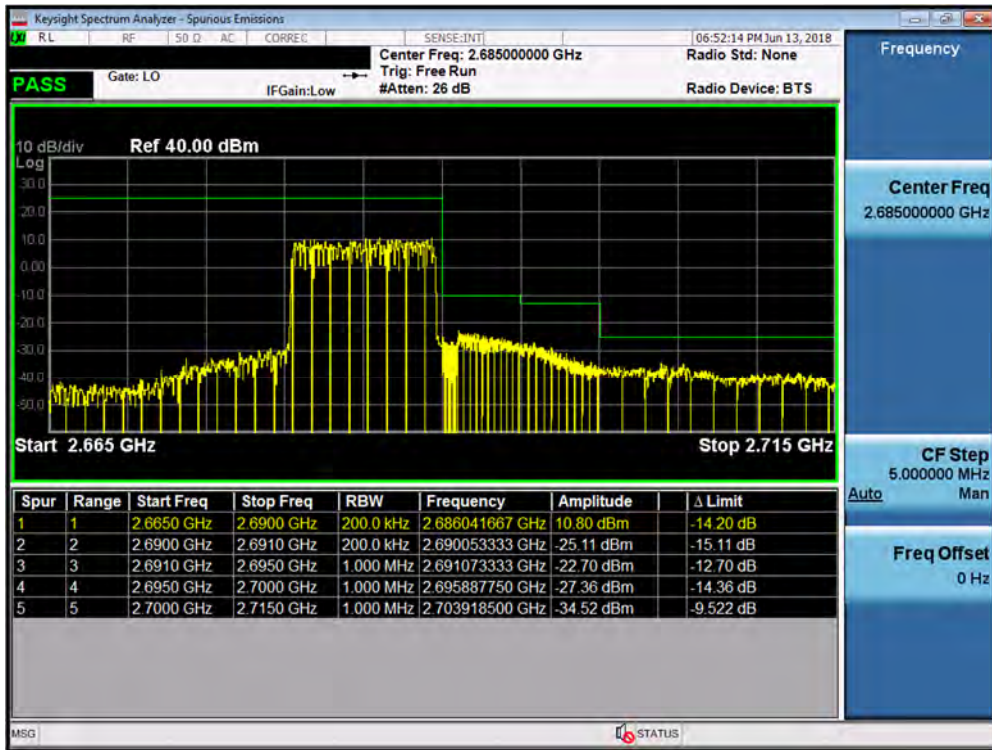 Keysight Spectrum Analyzer - Spurious Emissions
LXI RL RF 50 Ω AC CORREC SENSE:INT 06:52:14 PM Jun 13, 2018
Center Freq: 2.685000000 GHz Radio Std: None
PASS Gate: LO Trig: Free Run
IFGain:Low #Atten: 26 dB Radio Device: BTS
10 dB/div Ref 40.00 dBm
Log
30.0
20.0
10.0
0.00
-10.0
-20.0
-30.0
-40.0
-50.0
Start 2.665 GHz Stop 2.715 GHz
Spur Range Start Freq Stop Freq RBW Frequency Amplitude Δ Limit
1 1 2.6650 GHz 2.6900 GHz 200.0 kHz 2.686041667 GHz 10.80 dBm -14.20 dB
2 2 2.6900 GHz 2.6910 GHz 200.0 kHz 2.690053333 GHz -25.11 dBm -15.11 dB
3 3 2.6910 GHz 2.6950 GHz 1.000 MHz 2.691073333 GHz -22.70 dBm -12.70 dB
4 4 2.6950 GHz 2.7000 GHz 1.000 MHz 2.695887750 GHz -27.36 dBm -14.36 dB
5 5 2.7000 GHz 2.7150 GHz 1.000 MHz 2.703918500 GHz -34.52 dBm -9.522 dB
MSG STATUS
Frequency
Center Freq
2.685000000 GHz
CF Step
5.000000 MHz
Auto Man
Freq Offset
0 Hz